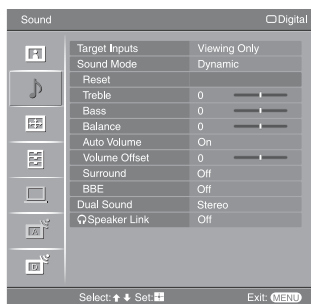 Sound Digital
Target Inputs Viewing Only
Sound Mode Dynamic
Reset
Treble 0
Bass 0
Balance 0
Auto Volume On
Volume Offset 0
Surround Off
BBE Off
Dual Sound Stereo
Speaker Link Off
A
D
Select: Set: Exit: MENU